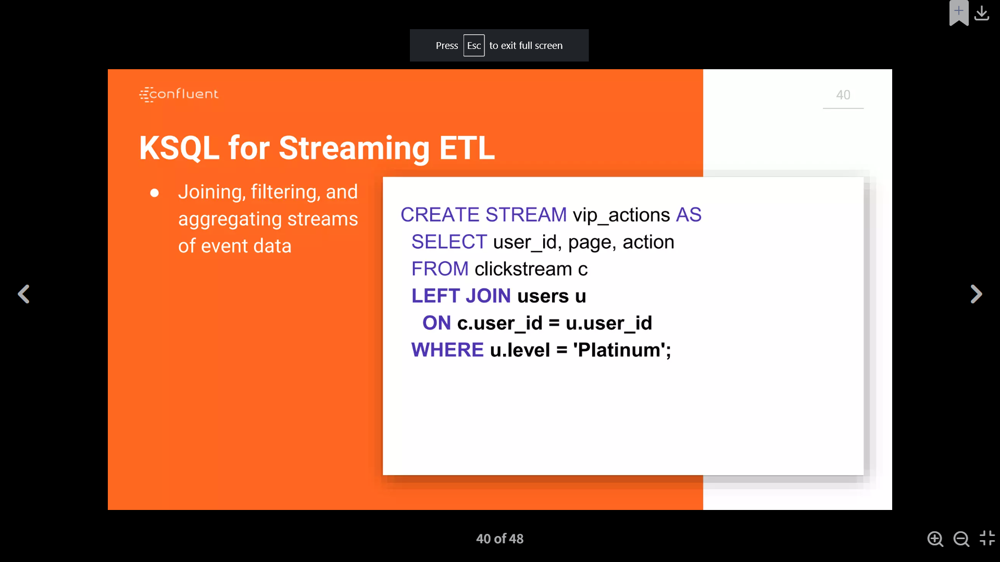 Press Esc to exit full screen
confluent
40
KSQL for Streaming ETL
● Joining, filtering, and
aggregating streams
of event data
CREATE STREAM vip_actions AS
SELECT user_id, page, action
FROM clickstream c
LEFT JOIN users u
ON c.user_id = u.user_id
WHERE u.level = 'Platinum';
40 of 48